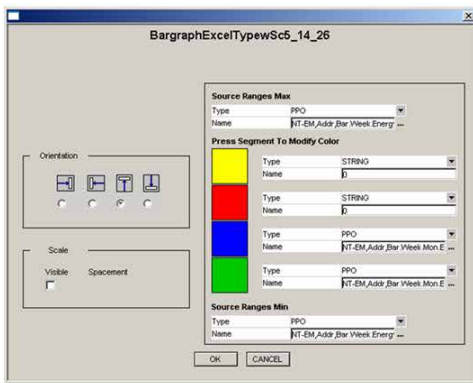 BargraphExcelTypewSc5_14_26
Source Ranges Max
Type PPO
Name NT-EM,Addr,Bar.Week.Energ ...
Press Segment To Modify Color
Type STRING
Name 0
Type STRING
Name 0
Type PPO
Name NT-EM,Addr,Bar.Week.Mon.E ...
Type PPO
Name NT-EM,Addr,Bar.Week.Mon.E ...
Source Ranges Min
Type PPO
Name NT-EM,Addr,Bar.Week.Energ ...
Orientation
Scale
Visible Spacement
OK CANCEL